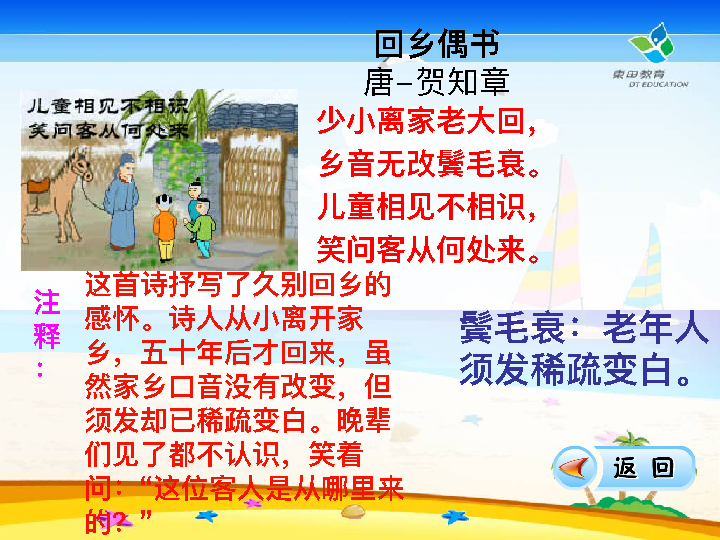 回乡偶书
唐–贺知章
東田教育
DT EDUCATION
儿童相见不相识
笑问客从何处来
少小离家老大回，
乡音无改鬓毛衰。
儿童相见不相识，
笑问客从何处来。
注释：
这首诗抒写了久别回乡的
感怀。诗人从小离开家
乡，五十年后才回来，虽
然家乡口音没有改变，但
须发却已稀疏变白。晚辈
们见了都不认识，笑着
问：“这位客人是从哪里来
的？”
鬓毛衰：老年人
须发稀疏变白。
返 回